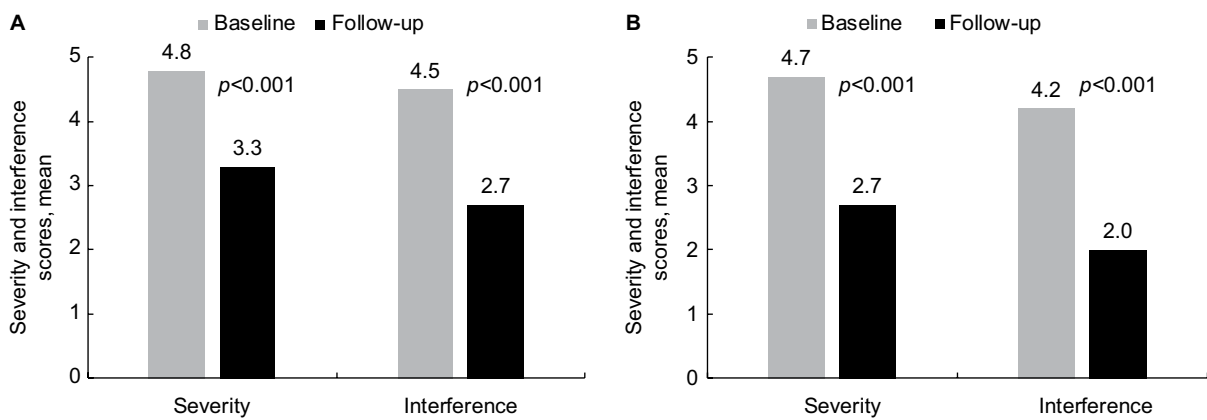 A
Baseline Follow-up
Severity and interference
scores, mean
5
4
3
2
1
0
4.8
p<0.001
3.3
4.5
p<0.001
2.7
Severity Interference
B
Baseline Follow-up
Severity and interference
scores, mean
5
4
3
2
1
0
4.7
p<0.001
2.7
4.2
p<0.001
2.0
Severity Interference